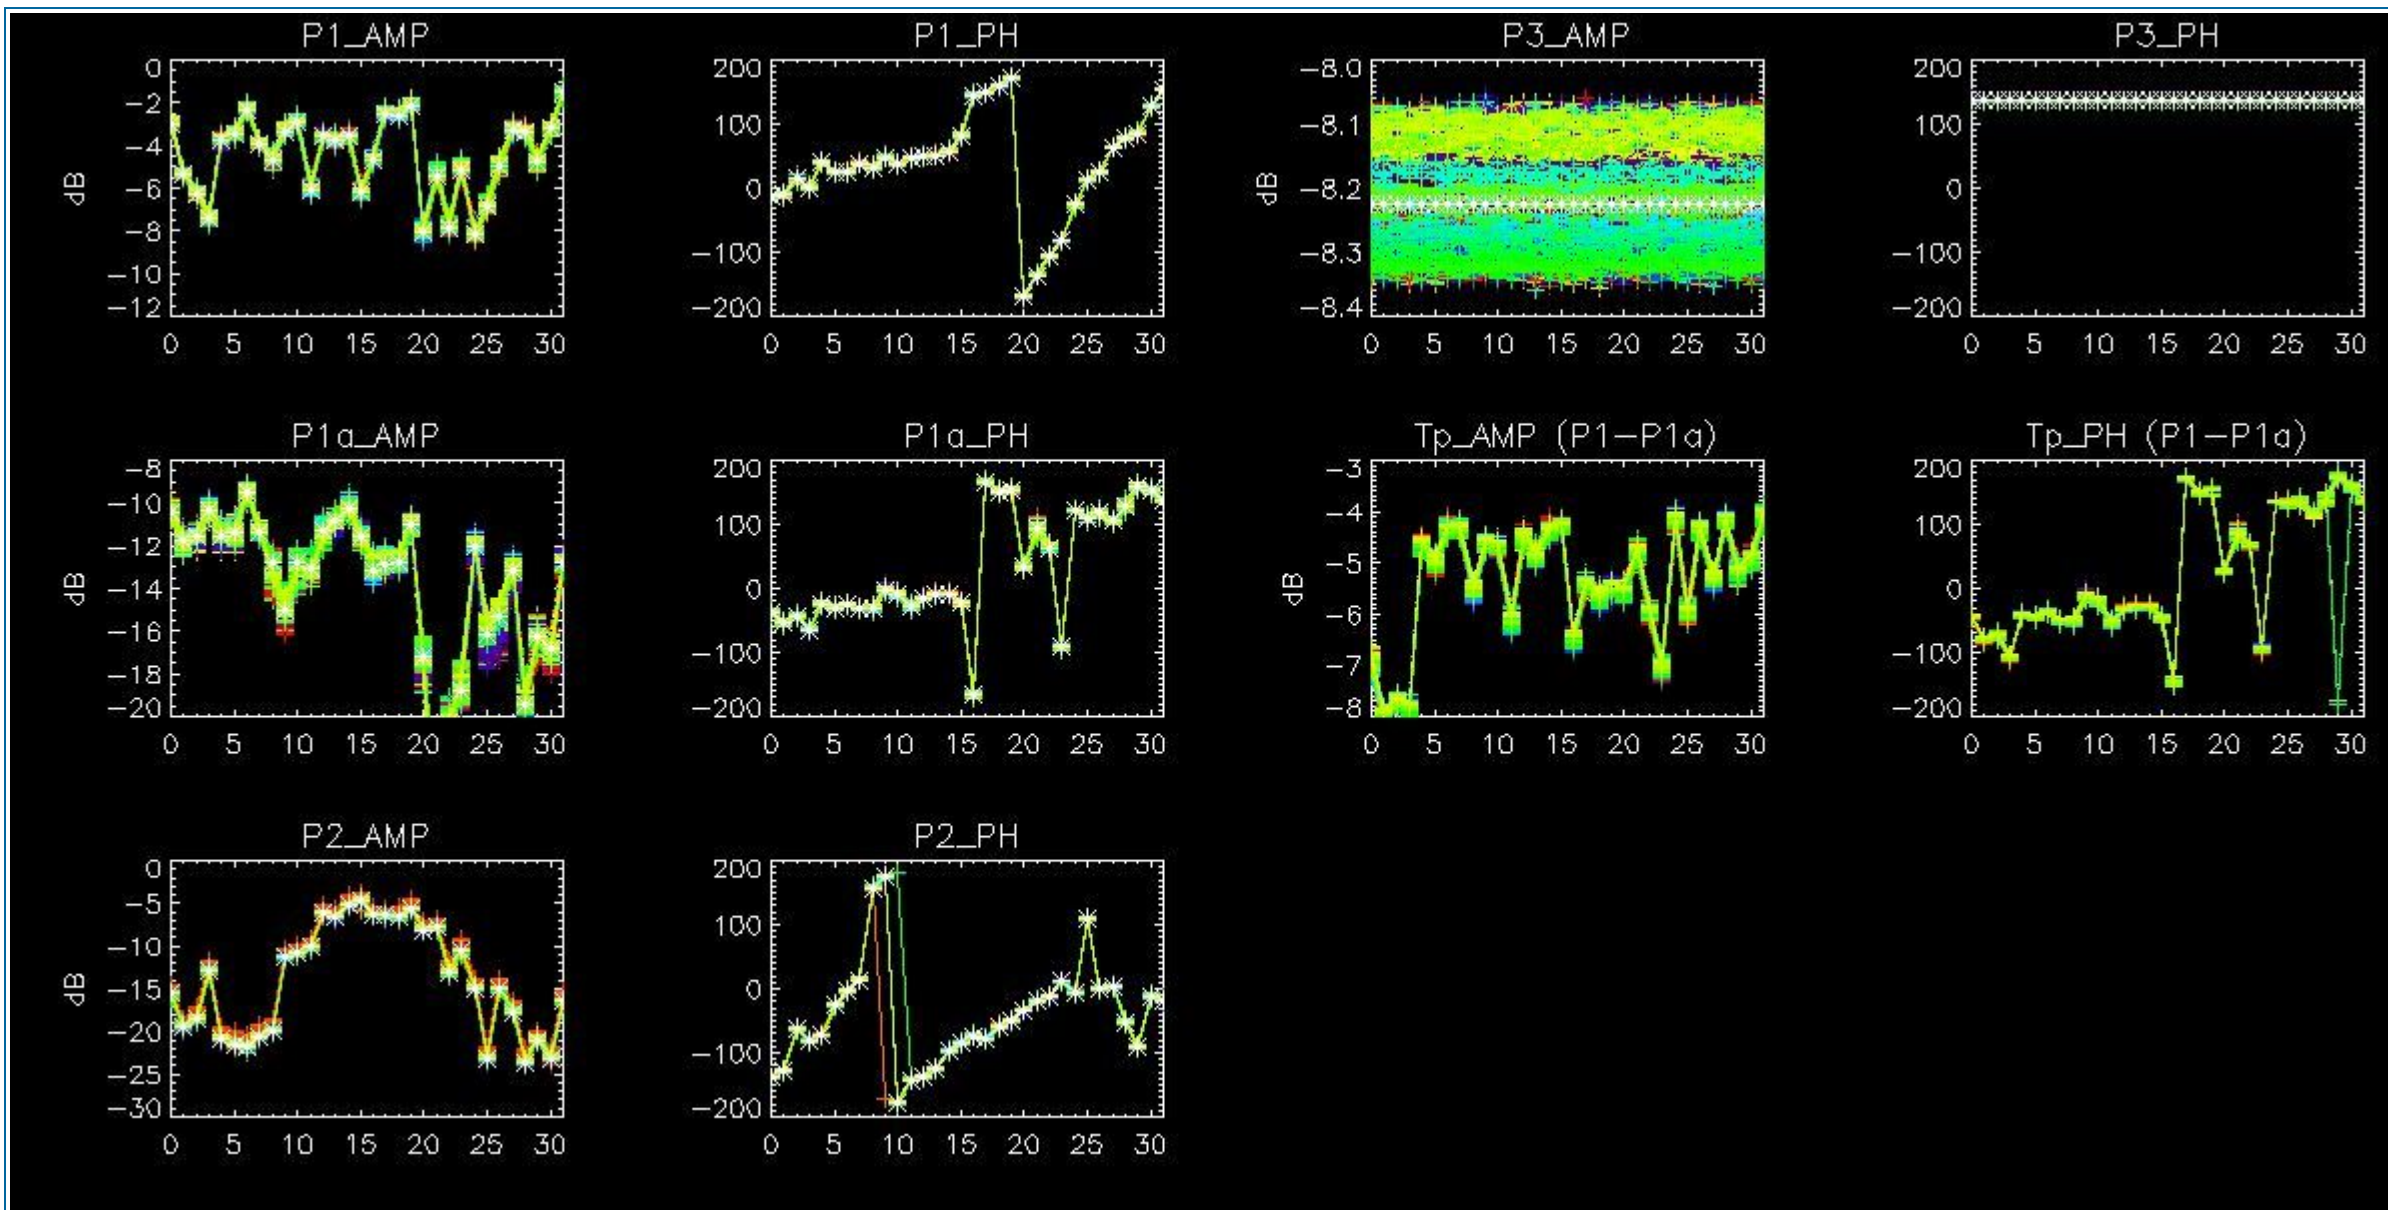 P1_AMP
P1_PH
P3_AMP
P3_PH
0
−2
−4
−6
−8
−10
−12
dB
0 5 10 15 20 25 30
200
100
0
−100
−200
0 5 10 15 20 25 30
−8.0
−8.1
−8.2
−8.3
−8.4
dB
0 5 10 15 20 25 30
200
100
0
−100
−200
0 5 10 15 20 25 30
P1a_AMP
P1a_PH
Tp_AMP (P1−P1a)
Tp_PH (P1−P1a)
−8
−10
−12
−14
−16
−18
−20
dB
0 5 10 15 20 25 30
200
100
0
−100
−200
0 5 10 15 20 25 30
−3
−4
−5
−6
−7
−8
dB
0 5 10 15 20 25 30
200
100
0
−100
−200
0 5 10 15 20 25 30
P2_AMP
P2_PH
0
−5
−10
−15
−20
−25
−30
dB
0 5 10 15 20 25 30
200
100
0
−100
−200
0 5 10 15 20 25 30